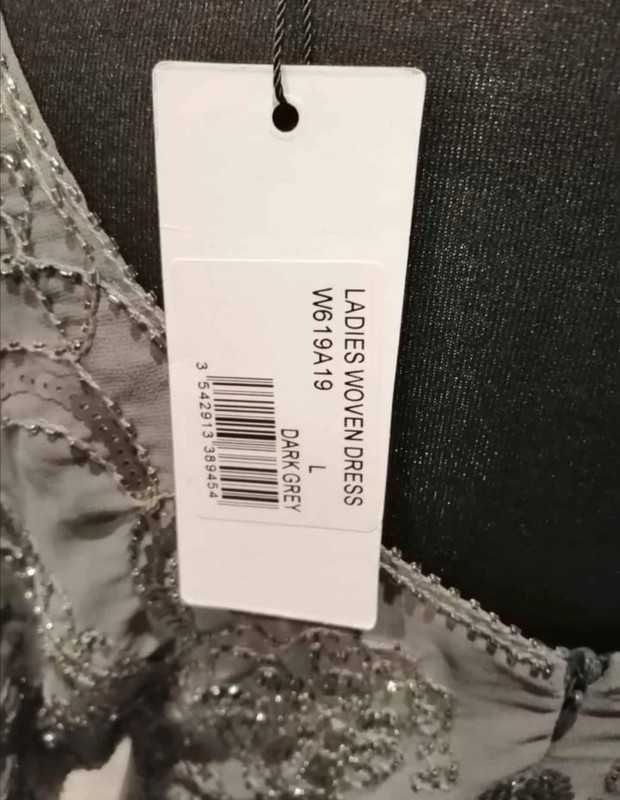 LADIES WOVEN DRESS
W619A19
L
DARK GREY
3 542913 389454